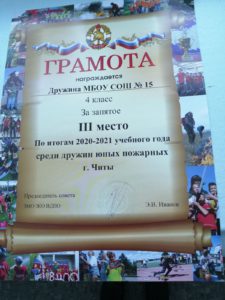 ГРАМОТА
награждается
Дружина МБОУ СОШ № 15
4 класс
За занятое
III место
По итогам 2020-2021 учебного года
среди дружин юных пожарных
г. Читы
Председатель совета
Э.В. Иванов